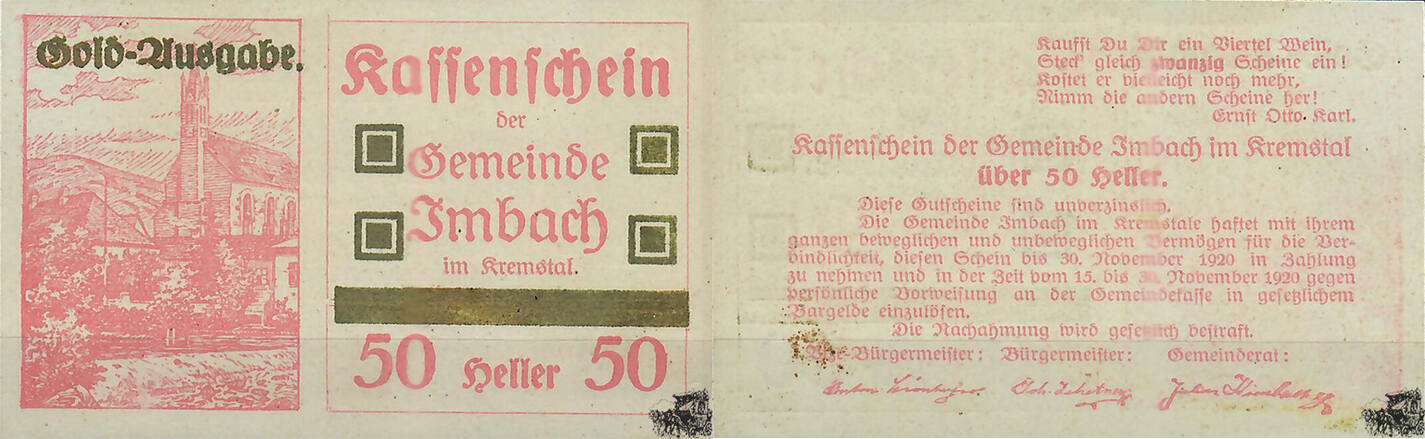 Gold-Ausgabe.
Kassenschein
der
Gemeinde
Imbach
im Kremstal.
50 Heller 50
Kaufst Du Dir ein Viertel Wein,
Steck' gleich zwanzig Scheine ein!
Kostet er vielleicht noch mehr,
Nimm die andern Scheine her!
Ernst Otto Karl.
Kassenschein der Gemeinde Imbach im Kremstal
über 50 Heller.
Diese Gutscheine sind unverzinslich.
Die Gemeinde Imbach im Kremstale haftet mit ihrem
ganzen beweglichen und unbeweglichen Vermögen für die Ver-
bindlichkeit, diesen Schein bis 30. November 1920 in Zahlung
zu nehmen und in der Zeit vom 15. bis 30. November 1920 gegen
persönliche Vorweisung an der Gemeindekasse in gesetzlichem
Bargelde einzulösen.
Die Nachahmung wird gesetzlich bestraft.
Vize-Bürgermeister: Bürgermeister: Gemeinderat: